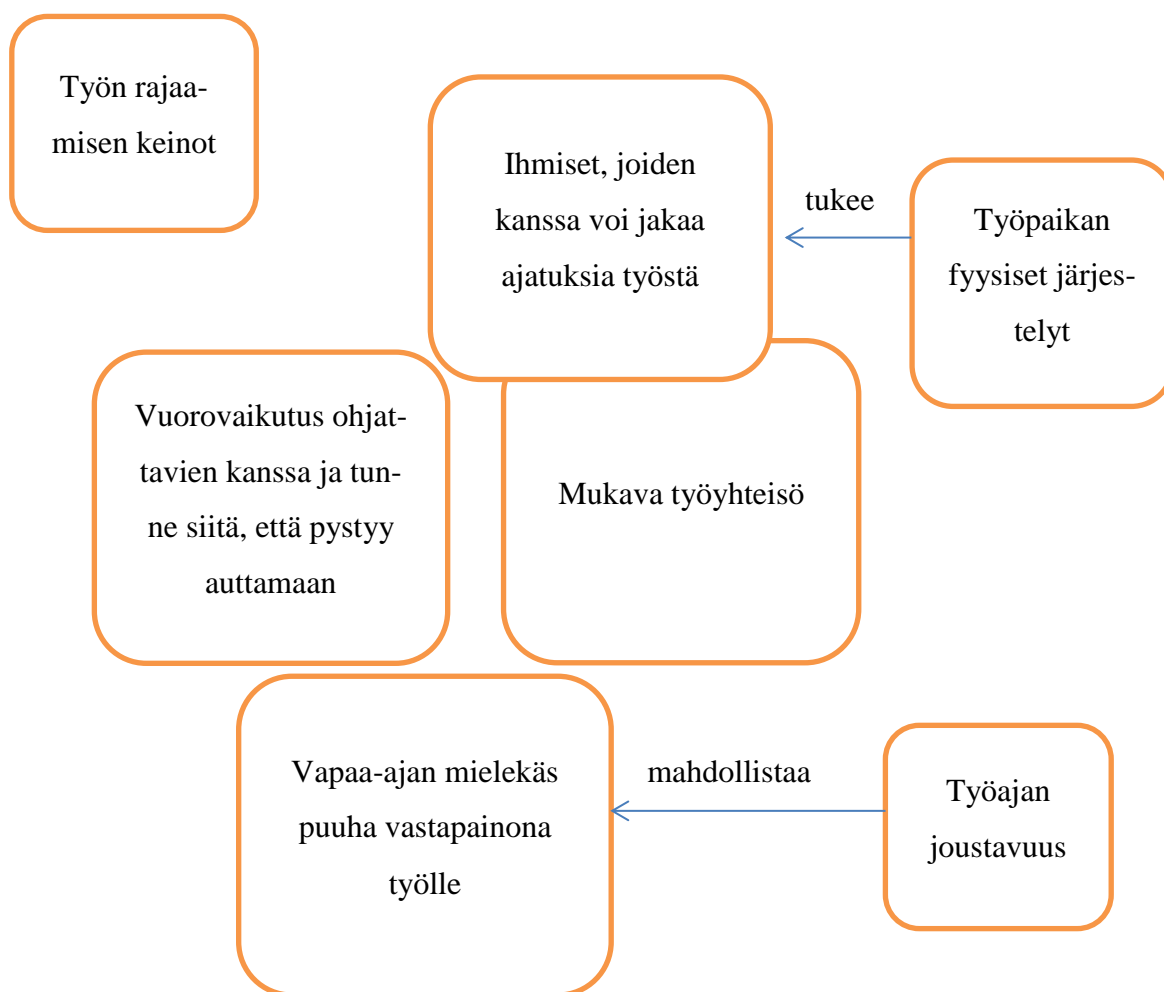 Työn rajaa-
misen keinot
Ihmiset, joiden
kanssa voi jakaa
ajatuksia työstä
tukee
Työpaikan
fyysiset järjes-
telyt
Vuorovaikutus ohjat-
tavien kanssa ja tun-
ne siitä, että pystyy
auttamaan
Mukava työyhteisö
Vapaa-ajan mielekäs
puuha vastapainona
työlle
mahdollistaa
Työajan
joustavuus